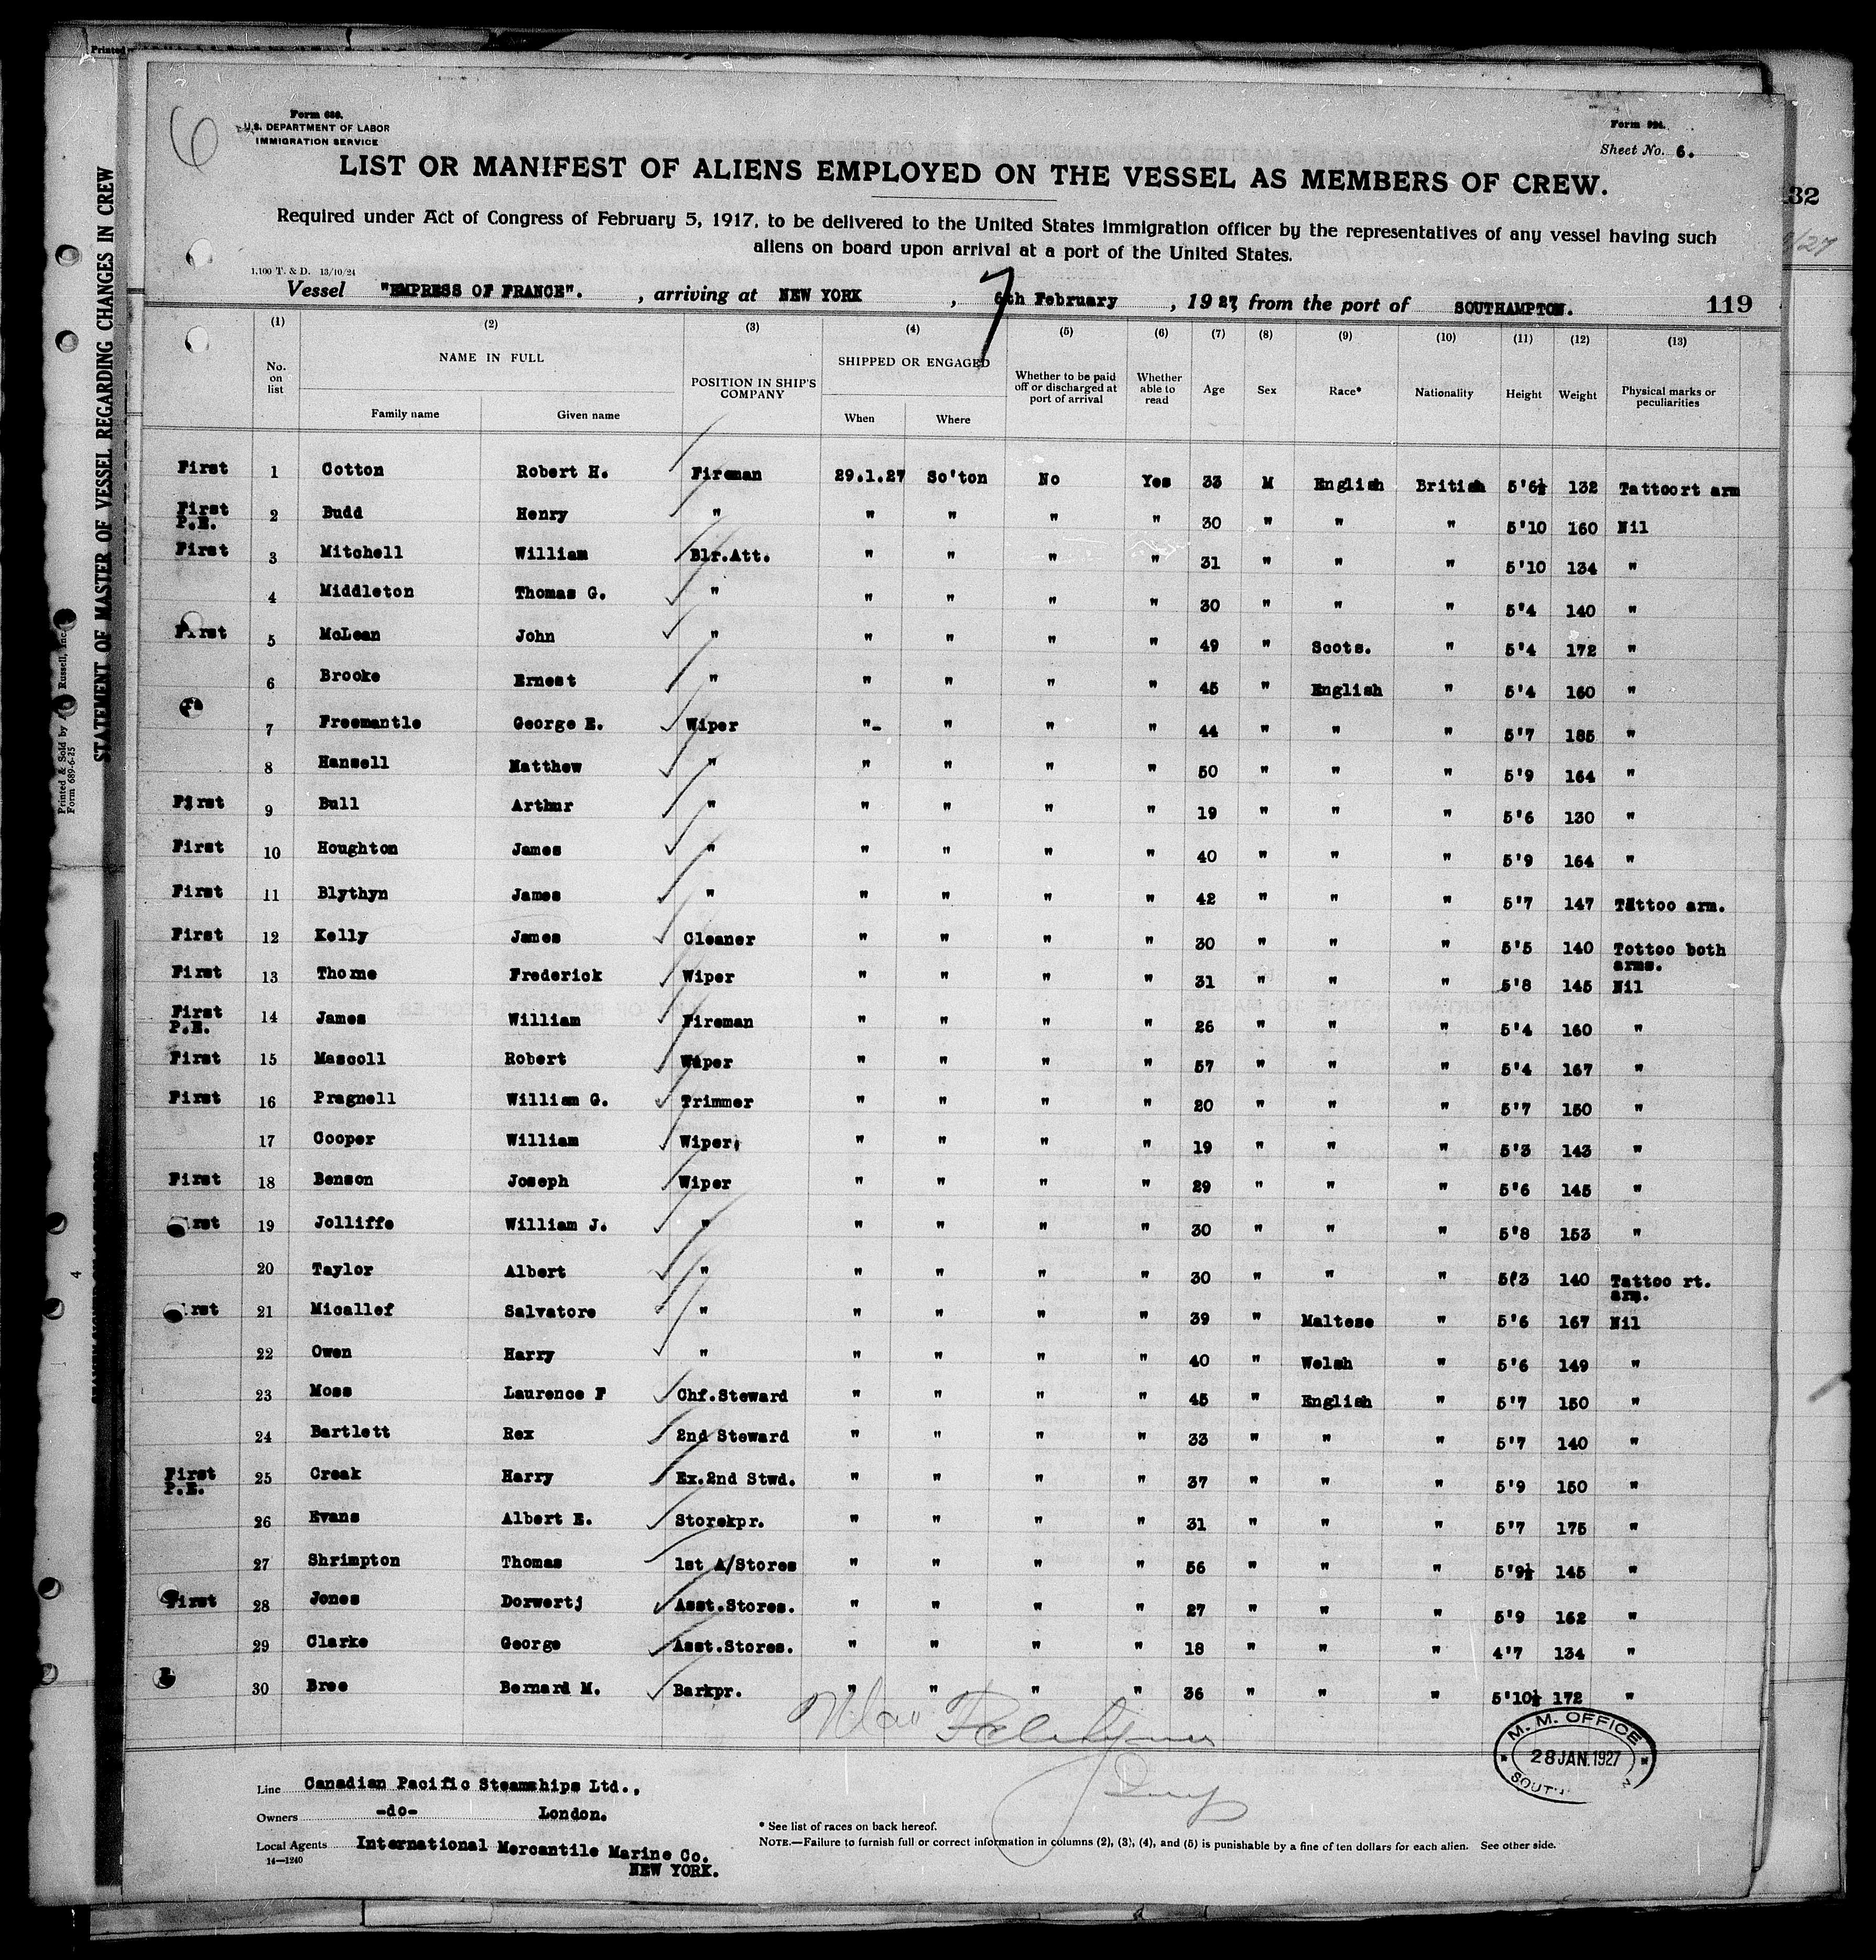 Printed
6
Form 686.
U.S. DEPARTMENT OF LABOR
IMMIGRATION SERVICE
Form 994.
Sheet No. 6.
LIST OR MANIFEST OF ALIENS EMPLOYED ON THE VESSEL AS MEMBERS OF CREW.
Required under Act of Congress of February 5, 1917, to be delivered to the United States immigration officer by the representatives of any vessel having such
aliens on board upon arrival at a port of the United States.
1,100 T. & D. 13/10/24
Vessel "EMPRESS OF FRANCE". , arriving at NEW YORK , 6th February , 1927, from the port of SOUTHAMPTON. 119
7
(1) (2) (3) (4) (5) (6) (7) (8) (9) (10) (11) (12) (13)
No. on list NAME IN FULL Family name Given name POSITION IN SHIP'S COMPANY SHIPPED OR ENGAGED When Where Whether to be paid off or discharged at port of arrival Whether able to read Age Sex Race* Nationality Height Weight Physical marks or peculiarities
First 1 Cotton Robert H. Fireman 29.1.27 So'ton No Yes 33 M English British 5'6½ 132 Tattoort arm
First P.E. 2 Budd Henry " " " " " 30 " " " 5'10 160 Nil
First 3 Mitchell William Blr.Att. " " " " 31 " " " 5'10 134 "
4 Middleton Thomas G. " " " " " 30 " " " 5'4 140 "
First 5 McLean John " " " " " 49 " Scots. " 5'4 172 "
6 Brooke Ernest " " " " " 45 " English " 5'4 160 "
7 Freemantle George E. Wiper "- " " " 44 " " " 5'7 185 "
8 Hansell Matthew " " " " " 50 " " " 5'9 164 "
First 9 Bull Arthur " " " " " 19 " " " 5'6 130 "
First 10 Houghton James " " " " " 40 " " " 5'9 164 "
First 11 Blythyn James " " " " " 42 " " " 5'7 147 Tattoo arm.
First 12 Kelly James Cleaner " " " " 30 " " " 5'5 140 Tottoo both arms.
First 13 Thorne Frederick Wiper " " " " 31 " " " 5'8 145 Nil
First P.E. 14 James William Fireman " " " " 26 " " " 5'4 160 "
First 15 Mascoll Robert Wiper " " " " 57 " " " 5'4 167 "
First 16 Pragnell William G. Trimmer " " " " 20 " " " 5'7 150 "
17 Cooper William Wiper " " " " 19 " " " 5'3 143 "
First 18 Benson Joseph Wiper " " " " 29 " " " 5'6 145 "
rst 19 Jolliffe William J. " " " " " 30 " " " 5'8 153 "
20 Taylor Albert " " " " " 30 " " " 5'3 140 Tattoo rt. arm.
rst 21 Micallef Salvatore " " " " " 39 " Maltese " 5'6 167 Nil
22 Owen Harry " " " " " 40 " Welsh " 5'6 149 "
23 Moss Laurence F Chf.Steward " " " " 45 " English " 5'7 150 "
24 Bartlett Rex 2nd Steward " " " " 33 " " " 5'7 140 "
First P.E. 25 Creak Harry Ex.2nd Stwd. " " " " 37 " " " 5'9 150 "
26 Evans Albert E. Storekpr. " " " " 31 " " " 5'7 175 "
27 Shrimpton Thomas 1st A/Stores " " " " 56 " " " 5'9½ 145 "
First 28 Jones Dorwertj Asst.Stores. " " " " 27 " " " 5'9 162 "
29 Clarke George Asst.Stores. " " " " 18 " " " 4'7 134 "
30 Bree Bernard M. Barkpr. " " " " 36 " " " 5'10½ 172 "
M. M. OFFICE
28 JAN. 1927
SOUTH
Line Canadian Pacific Steamships Ltd.,
Owners -do- London.
Local Agents International Mercantile Marine Co.
NEW YORK.
14—1240
* See list of races on back hereof.
NOTE.—Failure to furnish full or correct information in columns (2), (3), (4), and (5) is punishable by a fine of ten dollars for each alien. See other side.
STATEMENT OF MASTER OF VESSEL REGARDING CHANGES IN CREW
Form 689-6-25
4
32
/27